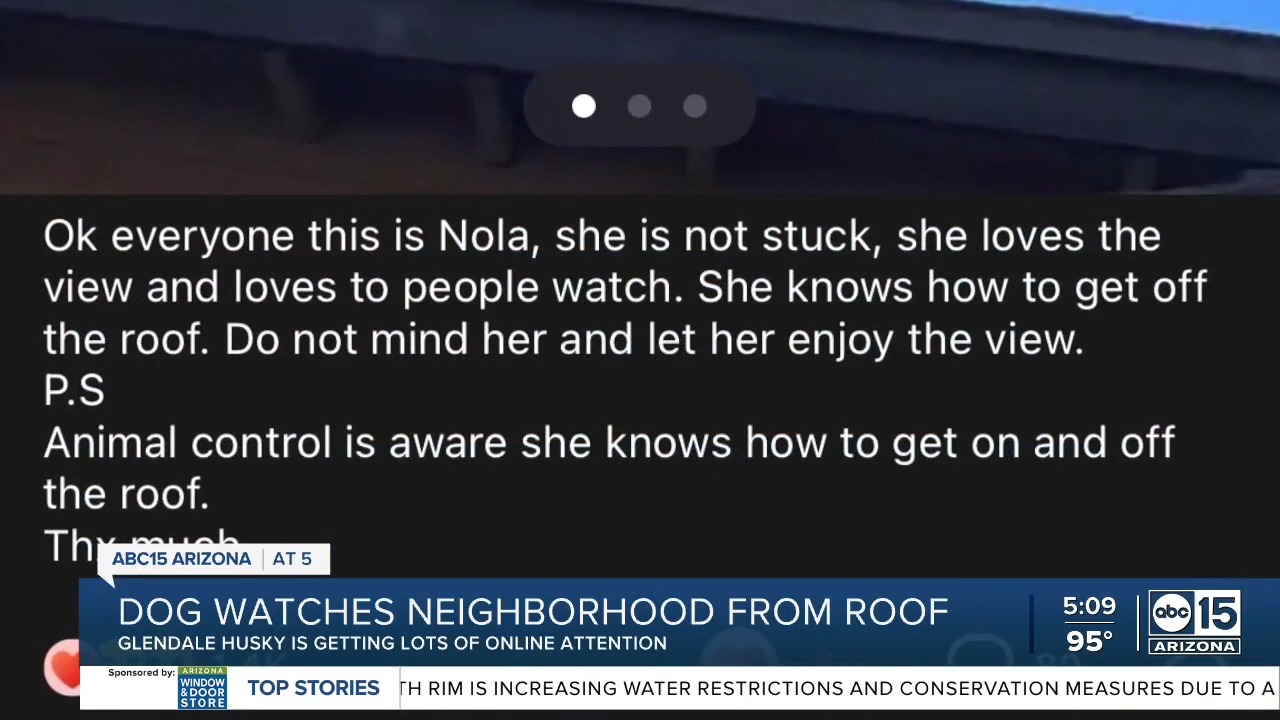 Ok everyone this is Nola, she is not stuck, she loves the
view and loves to people watch. She knows how to get off
the roof. Do not mind her and let her enjoy the view.
P.S
Animal control is aware she knows how to get on and off
the roof.
Thx much
ABC15 ARIZONA | AT 5
DOG WATCHES NEIGHBORHOOD FROM ROOF
GLENDALE HUSKY IS GETTING LOTS OF ONLINE ATTENTION
5:09
95°
abc 15
ARIZONA
Sponsored by:
ARIZONA
WINDOW
& DOOR
STORE
TOP STORIES
TH RIM IS INCREASING WATER RESTRICTIONS AND CONSERVATION MEASURES DUE TO A